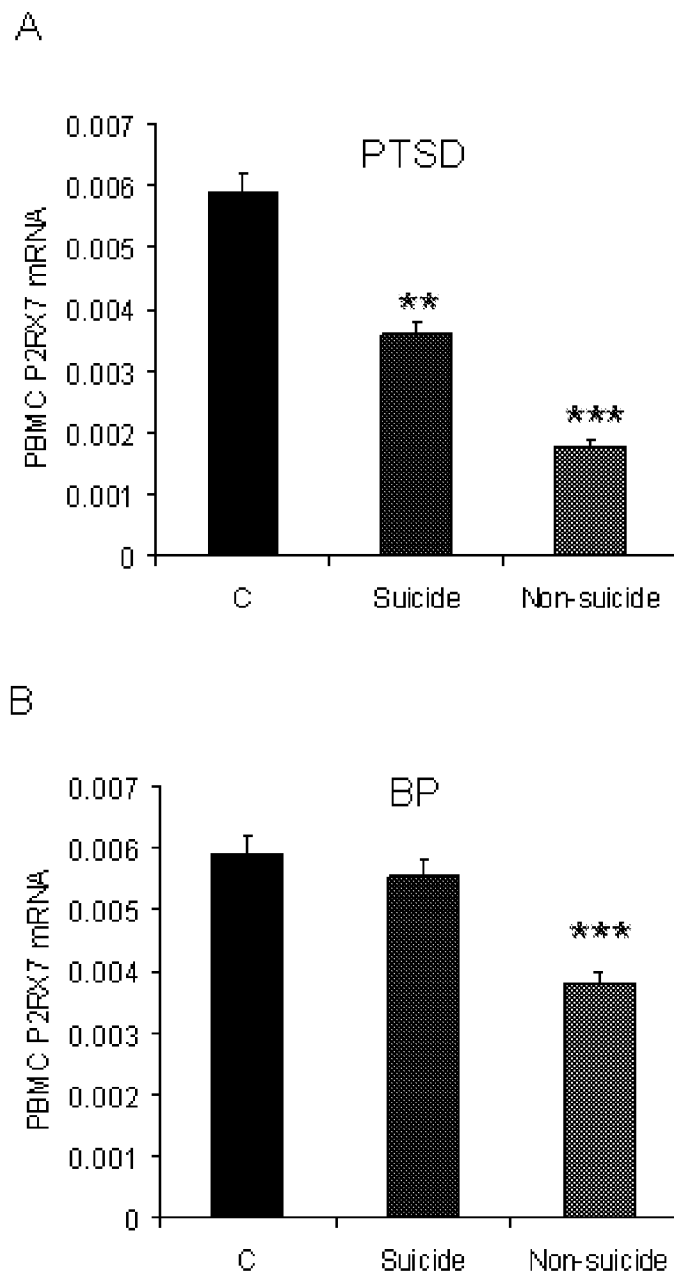 A
PTSD
PBMC P2RX7 mRNA
0.007
0.006
0.005
0.004
0.003
0.002
0.001
0
**
***
C Suicide Non-suicide
B
BP
PBMC P2RX7 mRNA
0.007
0.006
0.005
0.004
0.003
0.002
0.001
0
***
C Suicide Non-suicide